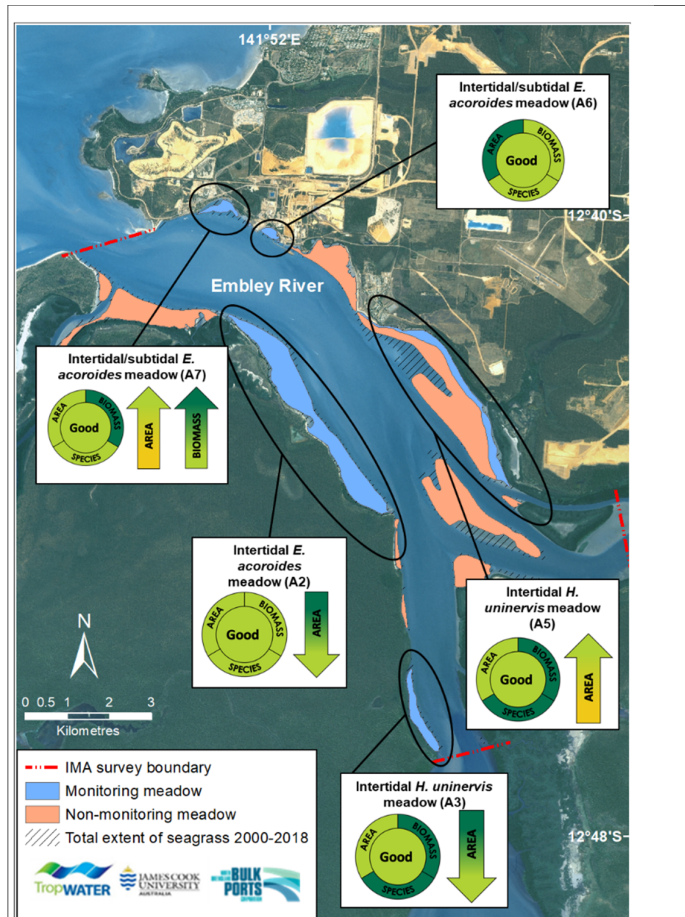 141°52'E
Intertidal/subtidal E.
acoroides meadow (A6)
AREA
BIOMASS
Good
SPECIES
12°40'S
Embley River
Intertidal/subtidal E.
acoroides meadow (A7)
AREA
BIOMASS
Good
SPECIES
AREA
BIOMASS
Intertidal E.
acoroides
meadow (A2)
AREA
BIOMASS
Good
SPECIES
AREA
Intertidal H.
uninervis meadow
(A5)
AREA
BIOMASS
Good
SPECIES
AREA
N
0 0.5 1 2 3
Kilometres
Intertidal H. uninervis
meadow (A3)
AREA
BIOMASS
Good
SPECIES
AREA
12°48'S
IMA survey boundary
Monitoring meadow
Non-monitoring meadow
Total extent of seagrass 2000-2018
TropWATER
JAMES COOK
UNIVERSITY
AUSTRALIA
BULK
PORTS